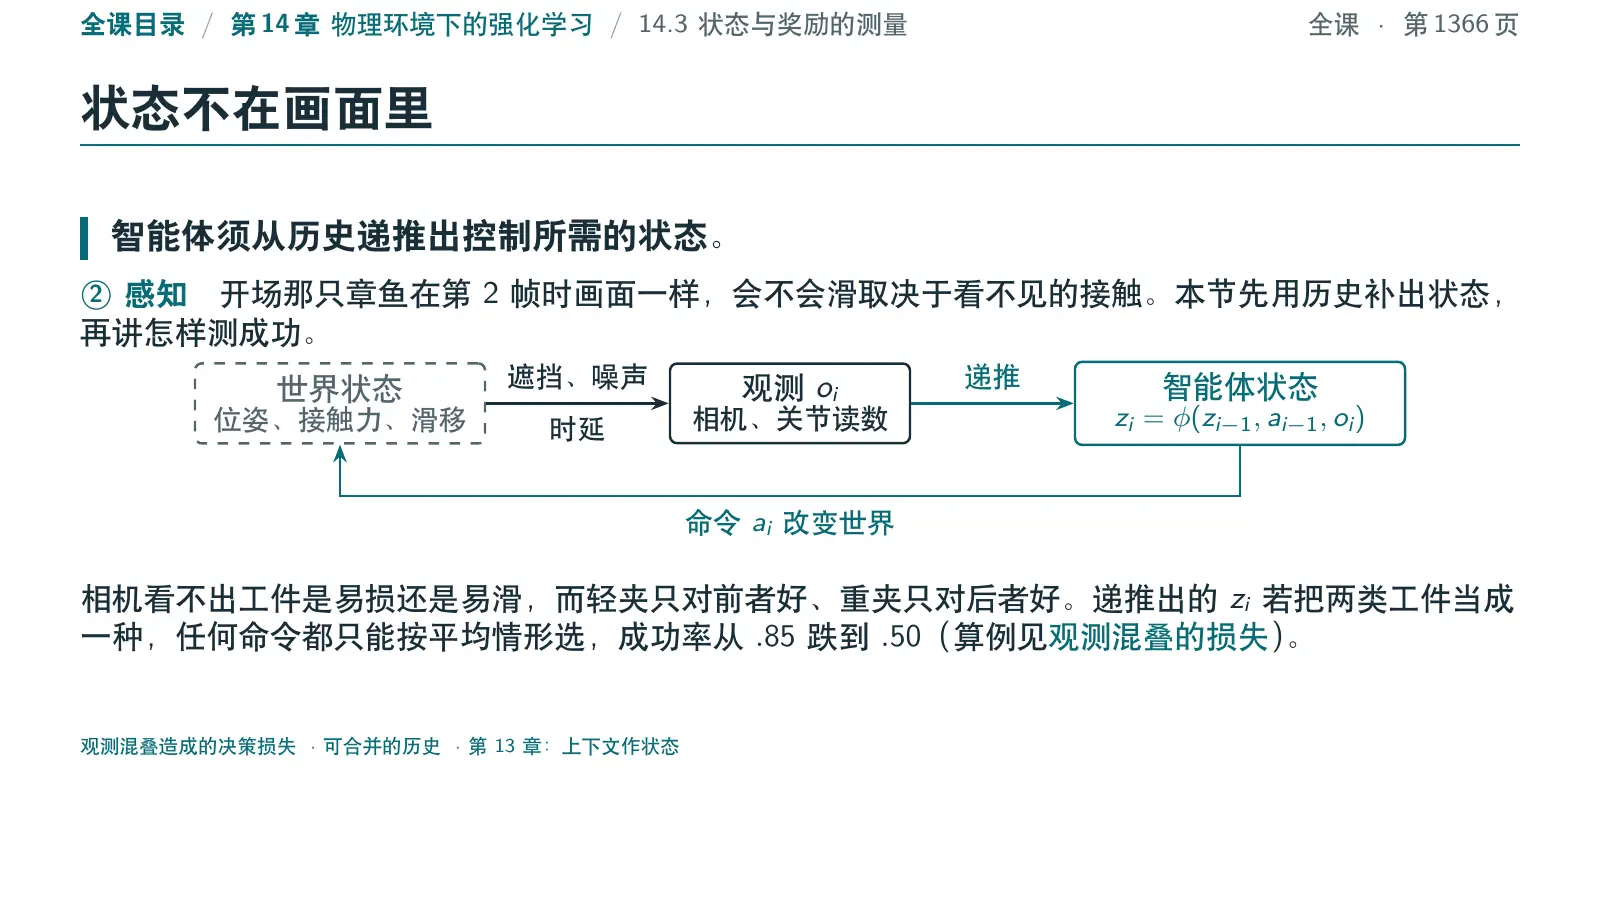 全课目录 / 第 14 章 物理环境下的强化学习 / 14.3 状态与奖励的测量
全课 · 第 1366 页
状态不在画面里
智能体须从历史递推出控制所需的状态。
② 感知 开场那只章鱼在第 2 帧时画面一样，会不会滑取决于看不见的接触。本节先用历史补出状态，
再讲怎样测成功。
世界状态
位姿、接触力、滑移
遮挡、噪声
时延
观测 oᵢ
相机、关节读数
递推
智能体状态
zᵢ = ϕ(zᵢ₋₁, aᵢ₋₁, oᵢ)
命令 aᵢ 改变世界
相机看不出工件是易损还是易滑，而轻夹只对前者好、重夹只对后者好。递推出的 zᵢ 若把两类工件当成
一种，任何命令都只能按平均情形选，成功率从 .85 跌到 .50（算例见观测混叠的损失）。
观测混叠造成的决策损失 · 可合并的历史 · 第 13 章：上下文作状态